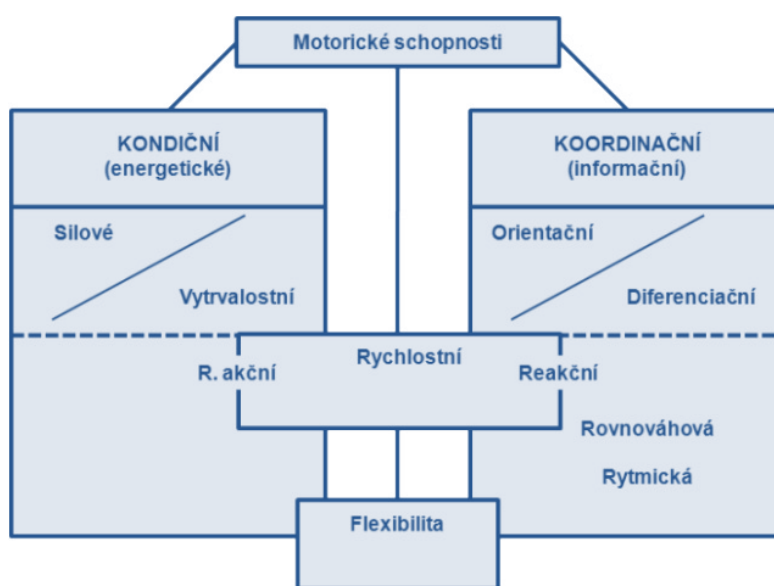 Motorické schopnosti
KONDIČNÍ
(energetické)
KOORDINAČNÍ
(informační)
Silové
Vytrvalostní
Orientační
Diferenciační
Rychlostní
R. akční
Reakční
Rovnováhová
Rytmická
Flexibilita